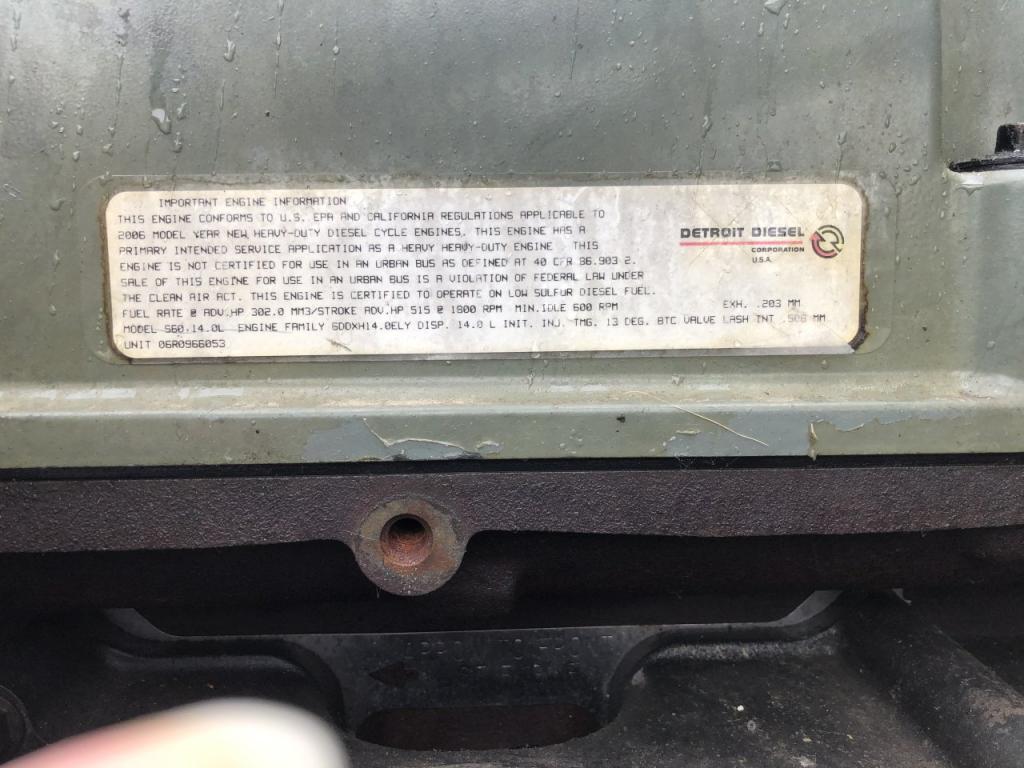 IMPORTANT ENGINE INFORMATION
THIS ENGINE CONFORMS TO U.S. EPA AND CALIFORNIA REGULATIONS APPLICABLE TO
2006 MODEL YEAR NEW HEAVY-DUTY DIESEL CYCLE ENGINES. THIS ENGINE HAS A
PRIMARY INTENDED SERVICE APPLICATION AS A HEAVY HEAVY-DUTY ENGINE THIS
ENGINE IS NOT CERTIFIED FOR USE IN AN URBAN BUS AS DEFINED AT 40 CFR 86.903 2.
SALE OF THIS ENGINE FOR USE IN AN URBAN BUS IS A VIOLATION OF FEDERAL LAW UNDER
THE CLEAN AIR ACT. THIS ENGINE IS CERTIFIED TO OPERATE ON LOW SULFUR DIESEL FUEL.
FUEL RATE @ ADV.HP 302.0 MM3/STROKE ADV.HP 515 @ 1800 RPM MIN.IDLE 600 RPM EXH. .203 MM
MODEL S60,14.0L ENGINE FAMILY 6DDXH14.0ELY DISP. 14.0 L INIT. INJ. TMG. 13 DEG. BTC VALVE LASH INT .508 MM
UNIT 06R0966053
DETROIT DIESEL
CORPORATION
U.S.A.